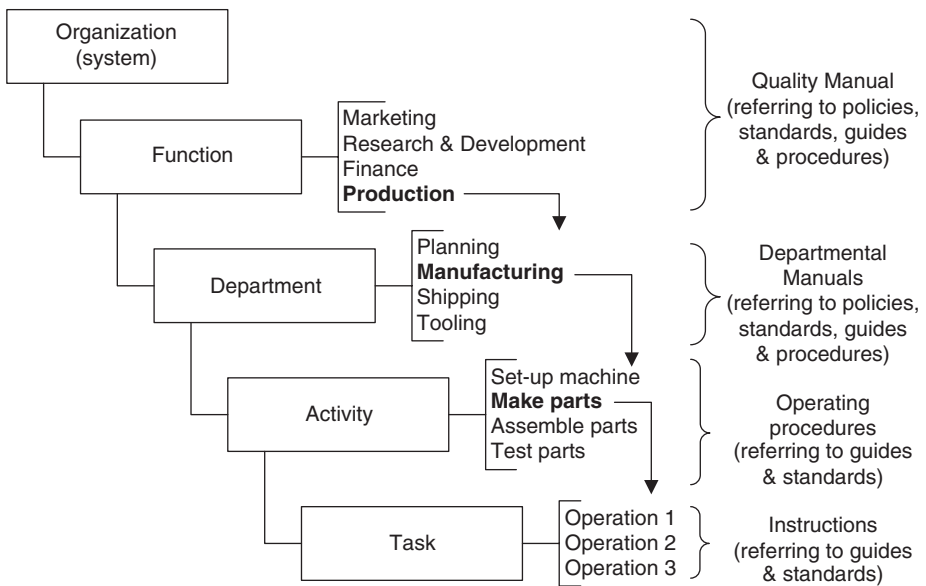 Organization
(system)
Function
Marketing
Research & Development
Finance
Production
Quality Manual
(referring to policies,
standards, guides
& procedures)
Department
Planning
Manufacturing
Shipping
Tooling
Departmental
Manuals
(referring to policies,
standards, guides
& procedures)
Activity
Set-up machine
Make parts
Assemble parts
Test parts
Operating
procedures
(referring to guides
& standards)
Task
Operation 1
Operation 2
Operation 3
Instructions
(referring to guides
& standards)